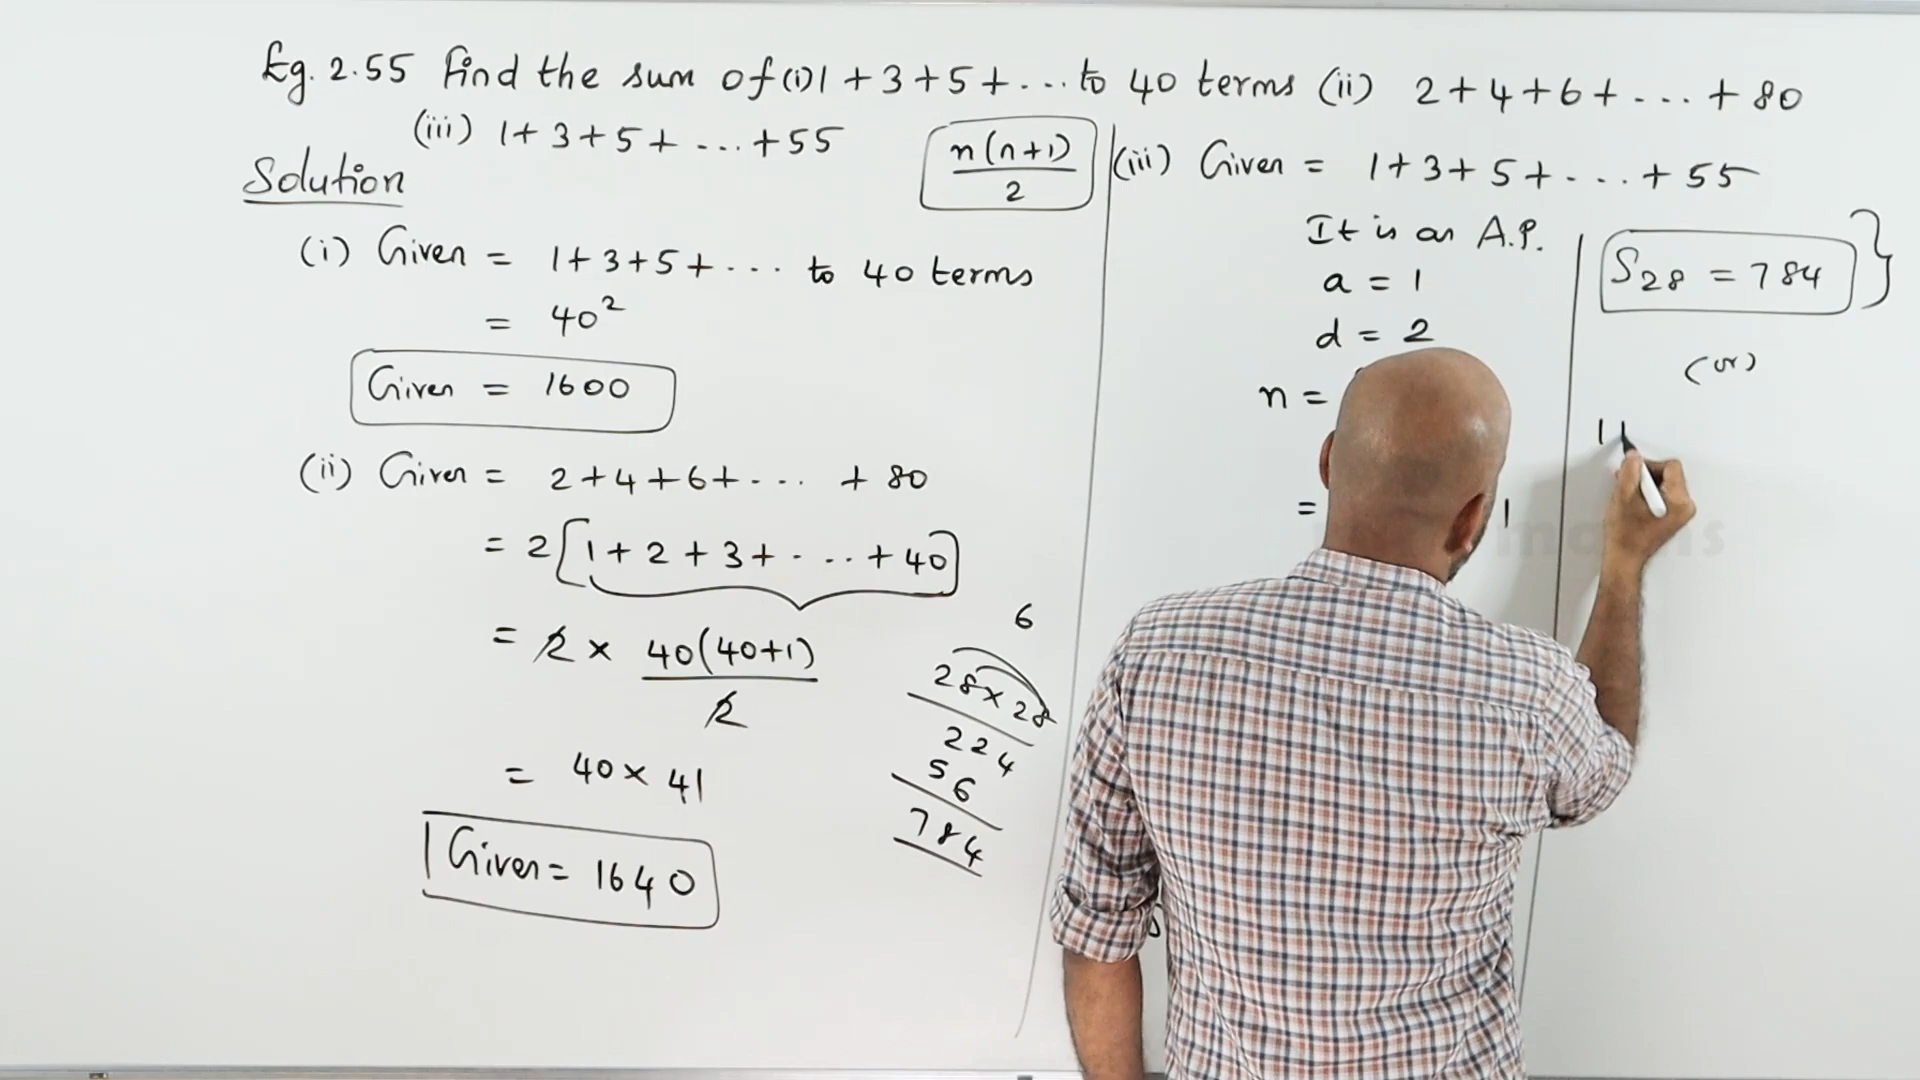 Eg. 2.55 Find the sum of (i) 1 + 3 + 5 + ... to 40 terms (ii) 2 + 4 + 6 + ... + 80
(iii) 1 + 3 + 5 + ... + 55
Solution
n(n+1)
2
(i) Given = 1 + 3 + 5 + ... to 40 terms
= 40²
Given = 1600
(ii) Given = 2 + 4 + 6 + ... + 80
= 2[1 + 2 + 3 + ... + 40]
= 2 × 40(40+1)
2
= 40 × 41
Given = 1640
6
28 × 28
224
56
784
(iii) Given = 1 + 3 + 5 + ... + 55
It is an A.P.
a = 1
d = 2
n =
= 1
S28 = 784
(or)